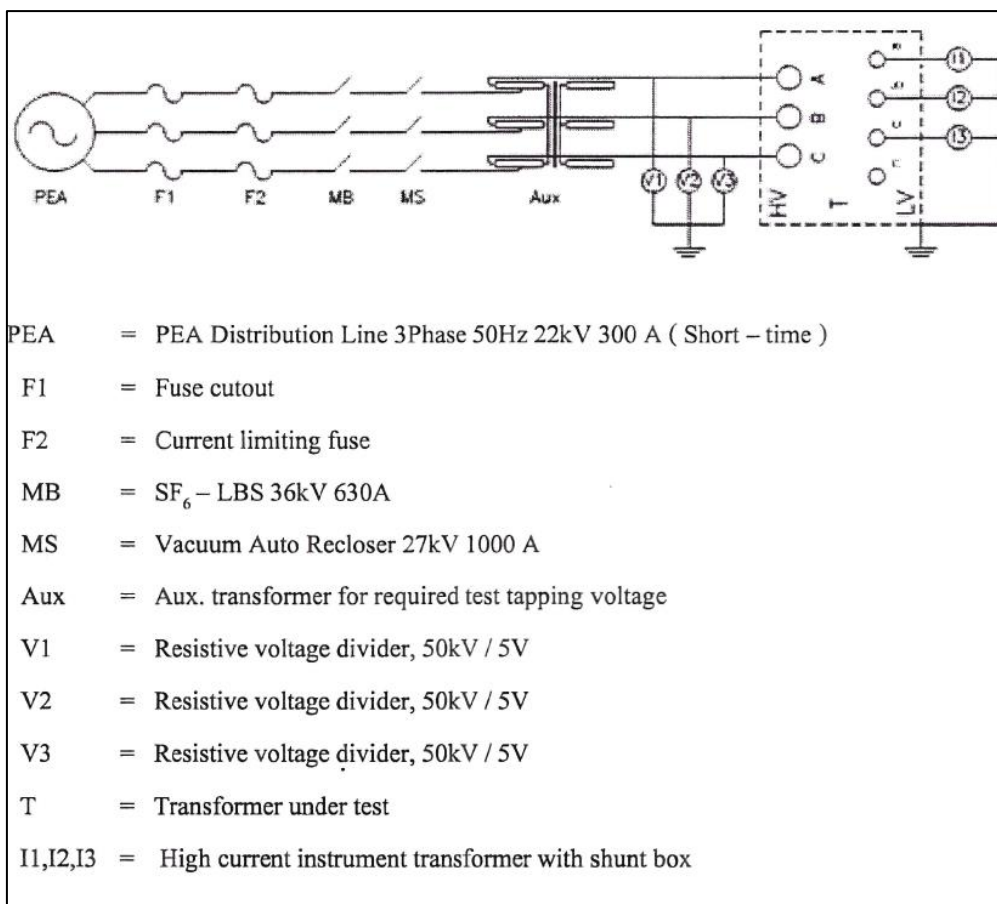 a
A
I1
b
B
I2
c
C
I3
n
V1 V2 V3
HV T LV
PEA F1 F2 MB MS Aux
PEA = PEA Distribution Line 3Phase 50Hz 22kV 300 A ( Short – time )
F1 = Fuse cutout
F2 = Current limiting fuse
MB = SF6 – LBS 36kV 630A
MS = Vacuum Auto Recloser 27kV 1000 A
Aux = Aux. transformer for required test tapping voltage
V1 = Resistive voltage divider, 50kV / 5V
V2 = Resistive voltage divider, 50kV / 5V
V3 = Resistive voltage divider, 50kV / 5V
T = Transformer under test
I1,I2,I3 = High current instrument transformer with shunt box